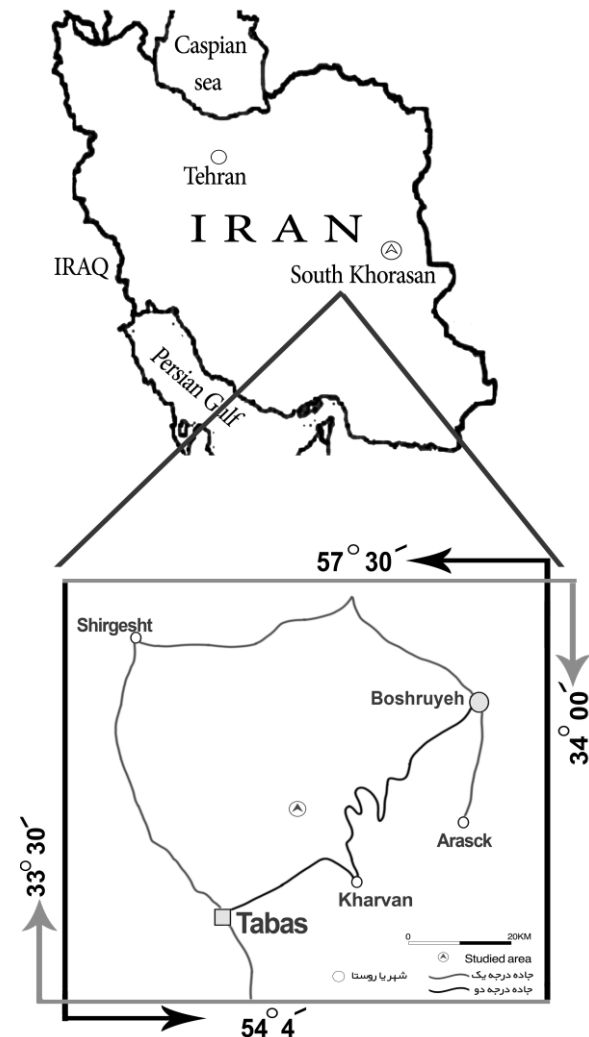 Caspian
sea
Tehran
IRAN
IRAQ
South Khorasan
Persian Gulf
57° 30´
Shirgesht
Boshruyeh
34° 00´
33° 30´
Arasck
Kharvan
Tabas
0 20KM
Studied area
شهر یا روستا جاده درجه یک
جاده درجه دو
54° 4´